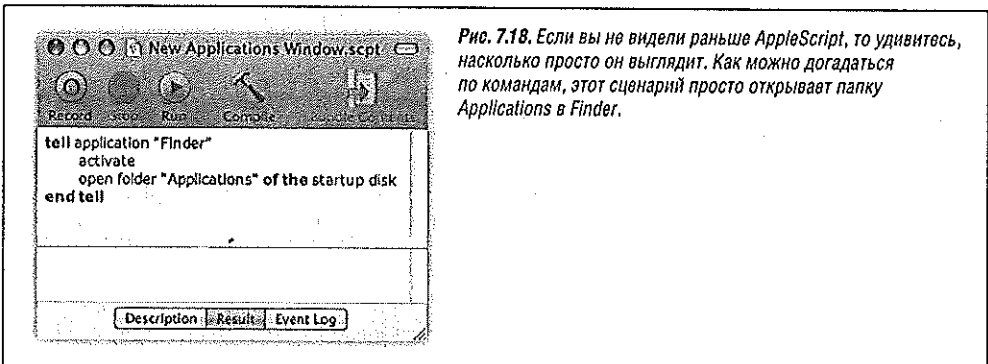 New Applications Window.scpt
Record Stop Run Compile
tell application "Finder"
activate
open folder "Applications" of the startup disk
end tell
Description Result Event Log
Рис. 7.18. Если вы не видели раньше AppleScript, то удивитесь,
насколько просто он выглядит. Как можно догадаться
по командам, этот сценарий просто открывает папку
Applications в Finder.